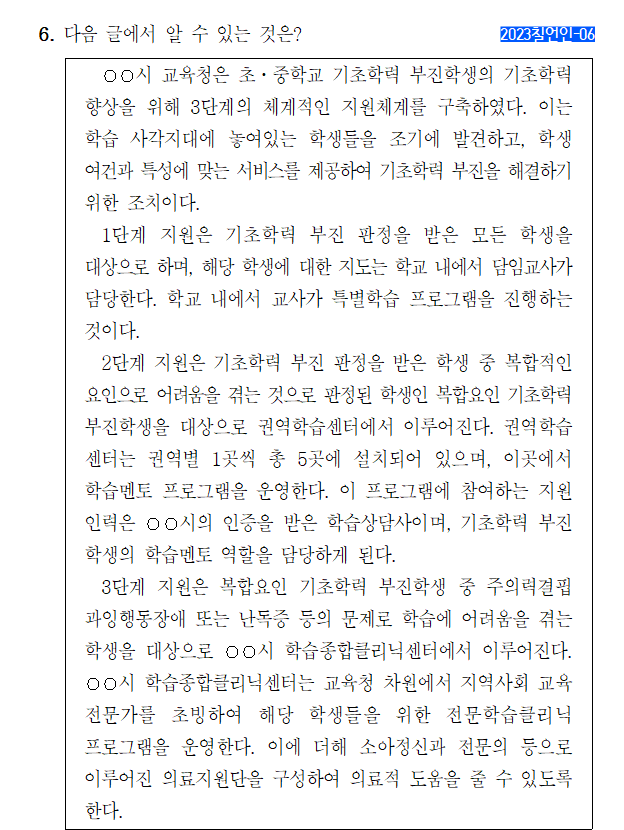 6. 다음 글에서 알 수 있는 것은?
2023칠언인-06
○○시 교육청은 초·중학교 기초학력 부진학생의 기초학력
향상을 위해 3단계의 체계적인 지원체계를 구축하였다. 이는
학습 사각지대에 놓여있는 학생들을 조기에 발견하고, 학생
여건과 특성에 맞는 서비스를 제공하여 기초학력 부진을 해결하기
위한 조치이다.
1단계 지원은 기초학력 부진 판정을 받은 모든 학생을
대상으로 하며, 해당 학생에 대한 지도는 학교 내에서 담임교사가
담당한다. 학교 내에서 교사가 특별학습 프로그램을 진행하는
것이다.
2단계 지원은 기초학력 부진 판정을 받은 학생 중 복합적인
요인으로 어려움을 겪는 것으로 판정된 학생인 복합요인 기초학력
부진학생을 대상으로 권역학습센터에서 이루어진다. 권역학습
센터는 권역별 1곳씩 총 5곳에 설치되어 있으며, 이곳에서
학습멘토 프로그램을 운영한다. 이 프로그램에 참여하는 지원
인력은 ○○시의 인증을 받은 학습상담사이며, 기초학력 부진
학생의 학습멘토 역할을 담당하게 된다.
3단계 지원은 복합요인 기초학력 부진학생 중 주의력결핍
과잉행동장애 또는 난독증 등의 문제로 학습에 어려움을 겪는
학생을 대상으로 ○○시 학습종합클리닉센터에서 이루어진다.
○○시 학습종합클리닉센터는 교육청 차원에서 지역사회 교육
전문가를 초빙하여 해당 학생들을 위한 전문학습클리닉
프로그램을 운영한다. 이에 더해 소아정신과 전문의 등으로
이루어진 의료지원단을 구성하여 의료적 도움을 줄 수 있도록
한다.